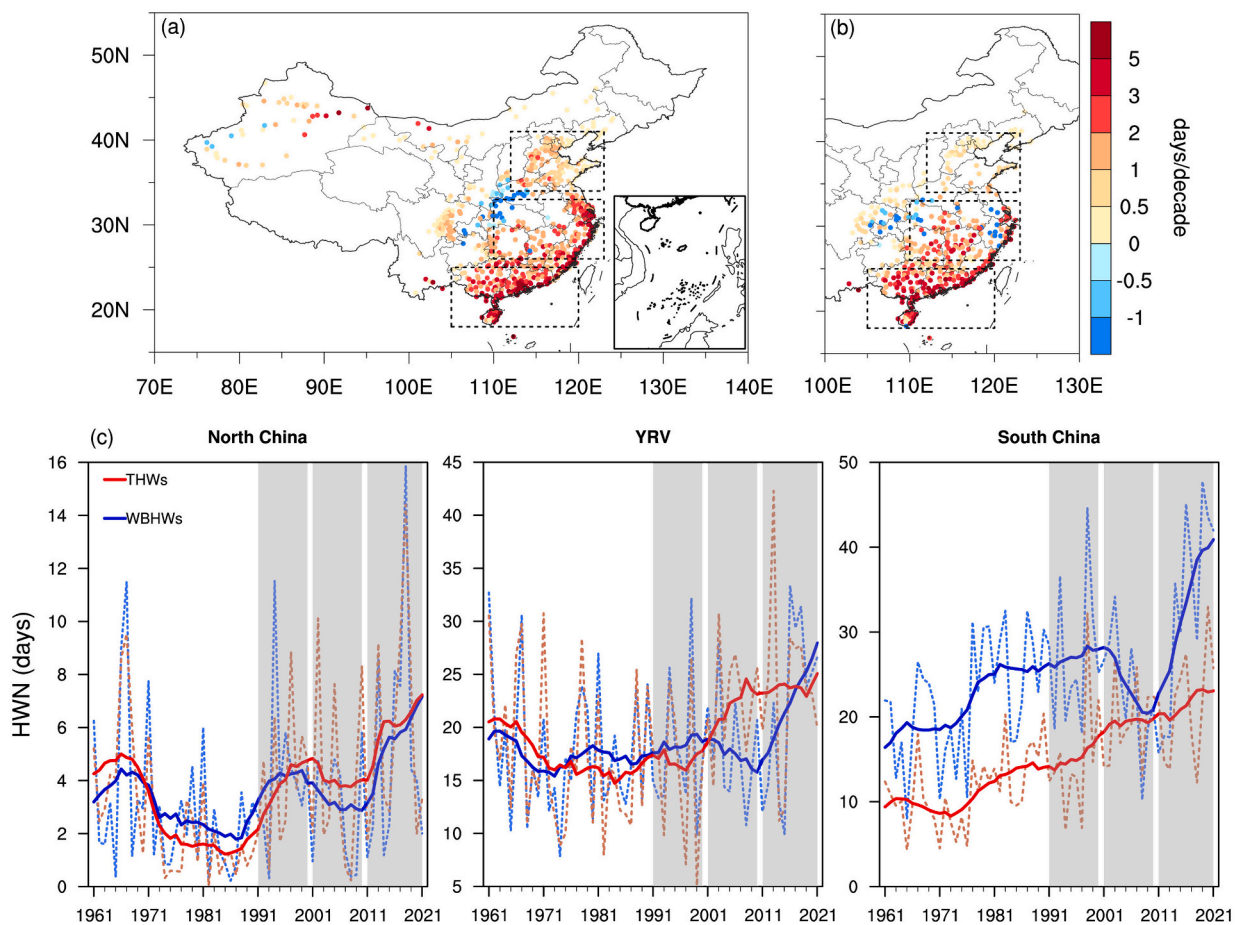 (a)
50N
40N
30N
20N
70E 80E 90E 100E 110E 120E 130E 140E
(b)
100E 110E 120E 130E
5
3
2
1
0.5
0
-0.5
-1
days/decade
(c)
North China
YRV
South China
HWN (days)
THWs
WBHWs
16
14
12
10
8
6
4
2
0
1961 1971 1981 1991 2001 2011 2021
45
40
35
30
25
20
15
10
5
1961 1971 1981 1991 2001 2011 2021
50
40
30
20
10
0
1961 1971 1981 1991 2001 2011 2021